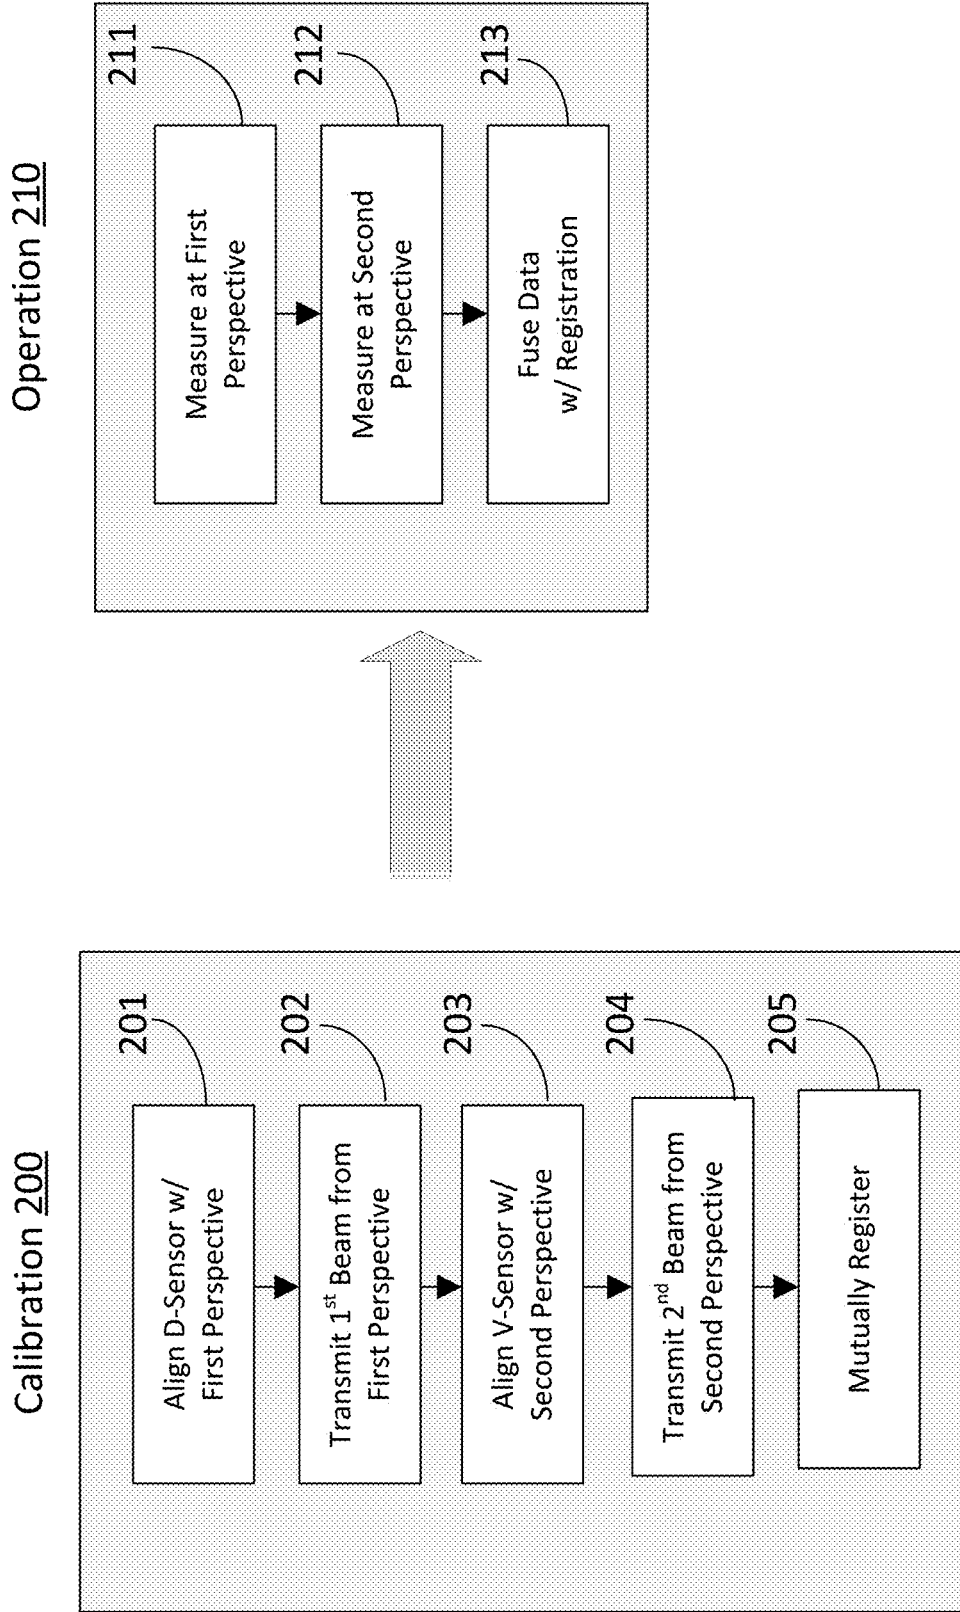 Calibration 200
Align D-Sensor w/
First Perspective
201
Transmit 1st Beam from
First Perspective
202
Align V-Sensor w/
Second Perspective
203
Transmit 2nd Beam from
Second Perspective
204
Mutually Register
205
Operation 210
Measure at First
Perspective
211
Measure at Second
Perspective
212
Fuse Data
w/ Registration
213